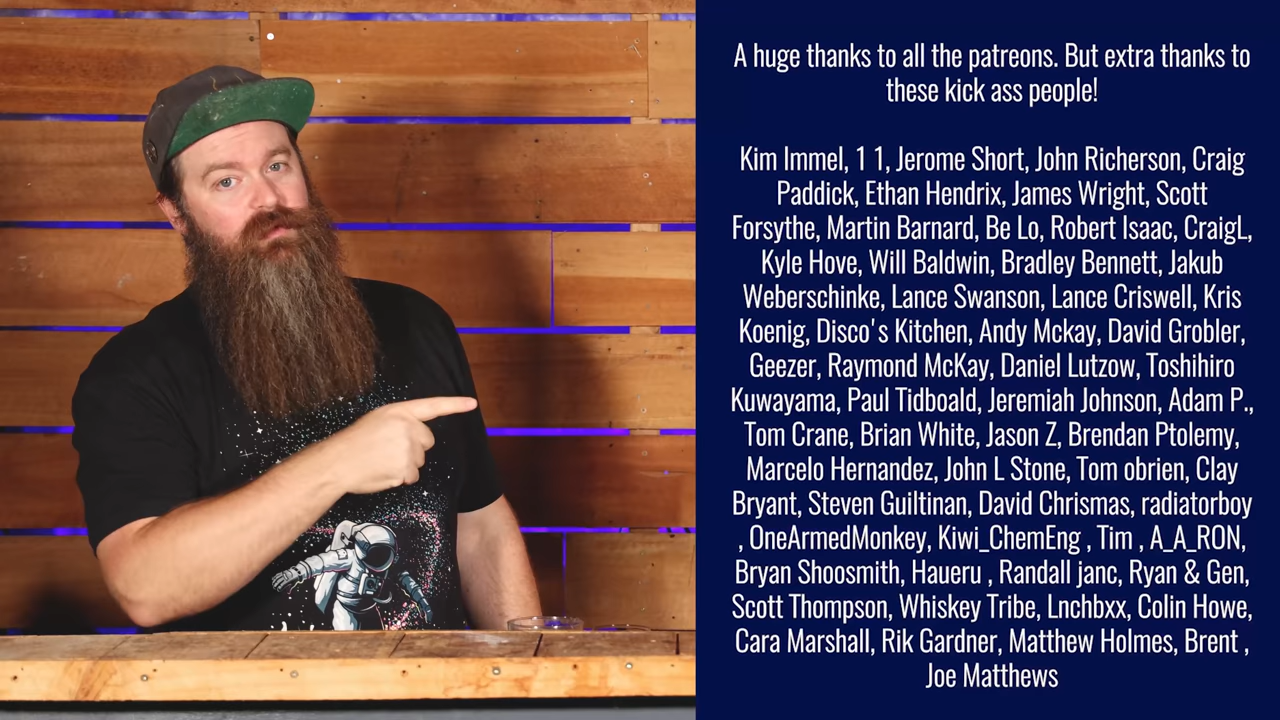 A huge thanks to all the patreons. But extra thanks to
these kick ass people!
Kim Immel, 1 1, Jerome Short, John Richerson, Craig
Paddick, Ethan Hendrix, James Wright, Scott
Forsythe, Martin Barnard, Be Lo, Robert Isaac, CraigL,
Kyle Hove, Will Baldwin, Bradley Bennett, Jakub
Weberschinke, Lance Swanson, Lance Criswell, Kris
Koenig, Disco's Kitchen, Andy Mckay, David Grobler,
Geezer, Raymond McKay, Daniel Lutzow, Toshihiro
Kuwayama, Paul Tidboald, Jeremiah Johnson, Adam P.,
Tom Crane, Brian White, Jason Z, Brendan Ptolemy,
Marcelo Hernandez, John L Stone, Tom obrien, Clay
Bryant, Steven Guiltinan, David Chrismas, radiatorboy
, OneArmedMonkey, Kiwi_ChemEng , Tim , A_A_RON,
Bryan Shoosmith, Haueru , Randall janc, Ryan & Gen,
Scott Thompson, Whiskey Tribe, Lnchbxx, Colin Howe,
Cara Marshall, Rik Gardner, Matthew Holmes, Brent ,
Joe Matthews